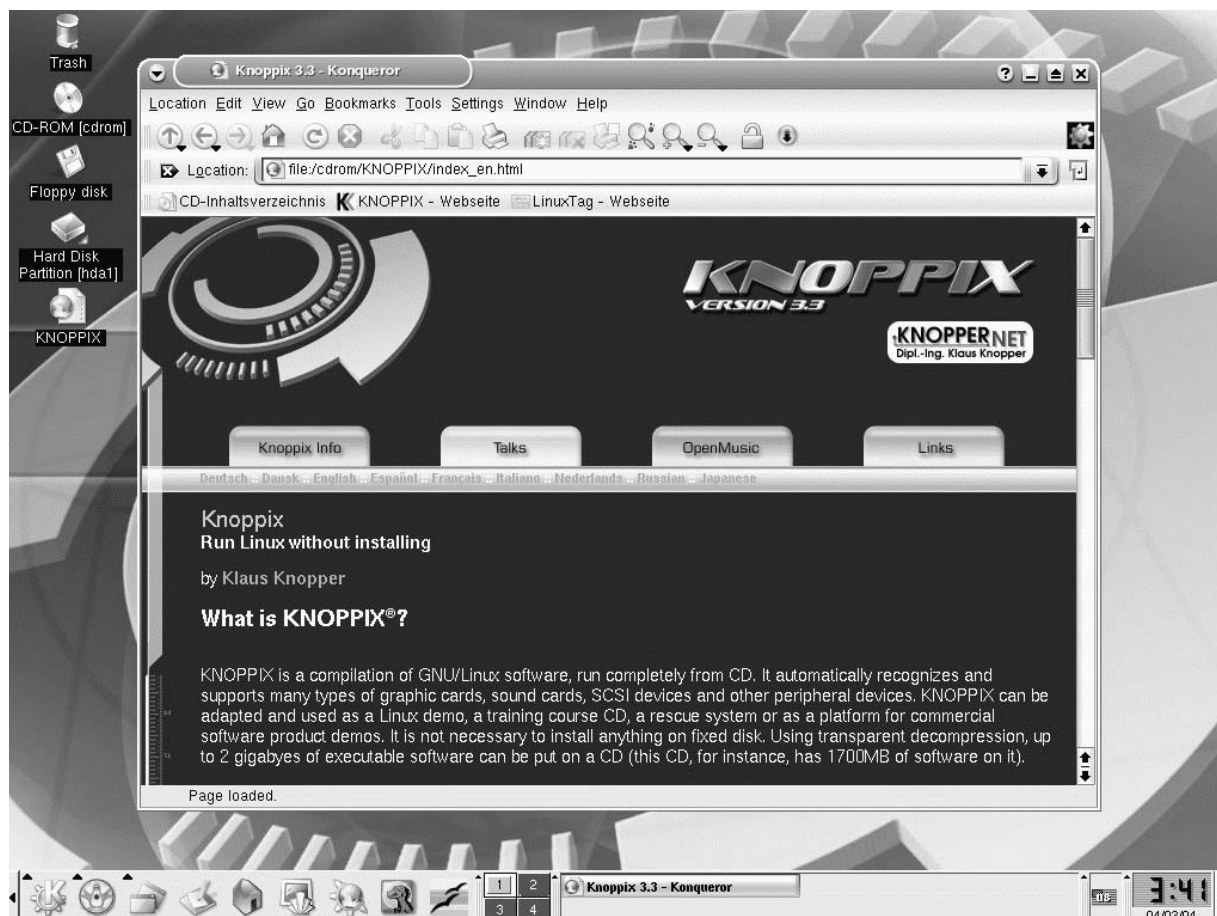 Trash
CD-ROM [cdrom]
Floppy disk
Hard Disk
Partition [hda1]
KNOPPIX
Knoppix 3.3 - Konqueror
Location Edit View Go Bookmarks Tools Settings Window Help
Location: file:/cdrom/KNOPPIX/index_en.html
CD-Inhaltsverzeichnis KNOPPIX - Webseite LinuxTag - Webseite
KNOPPIX
VERSION 3.3
KNOPPER.NET
Dipl.-Ing. Klaus Knopper
Knoppix Info Talks OpenMusic Links
Deutsch :: Dansk :: English :: Español :: Français :: Italiano :: Nederlands :: Russian :: Japanese
Knoppix
Run Linux without installing
by Klaus Knopper
What is KNOPPIX®?
KNOPPIX is a compilation of GNU/Linux software, run completely from CD. It automatically recognizes and
supports many types of graphic cards, sound cards, SCSI devices and other peripheral devices. KNOPPIX can be
adapted and used as a Linux demo, a training course CD, a rescue system or as a platform for commercial
software product demos. It is not necessary to install anything on fixed disk. Using transparent decompression, up
to 2 gigabyes of executable software can be put on a CD (this CD, for instance, has 1700MB of software on it).
Page loaded.
1 2
3 4
Knoppix 3.3 - Konqueror
3:41
04/03/04